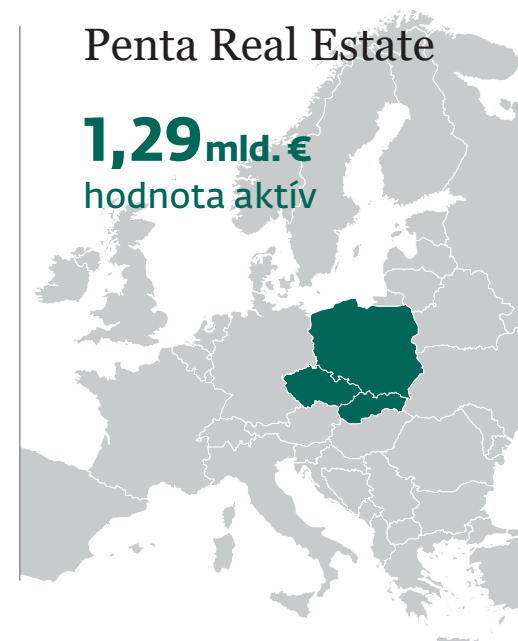 Penta Real Estate
1,29 mld. €
hodnota aktív